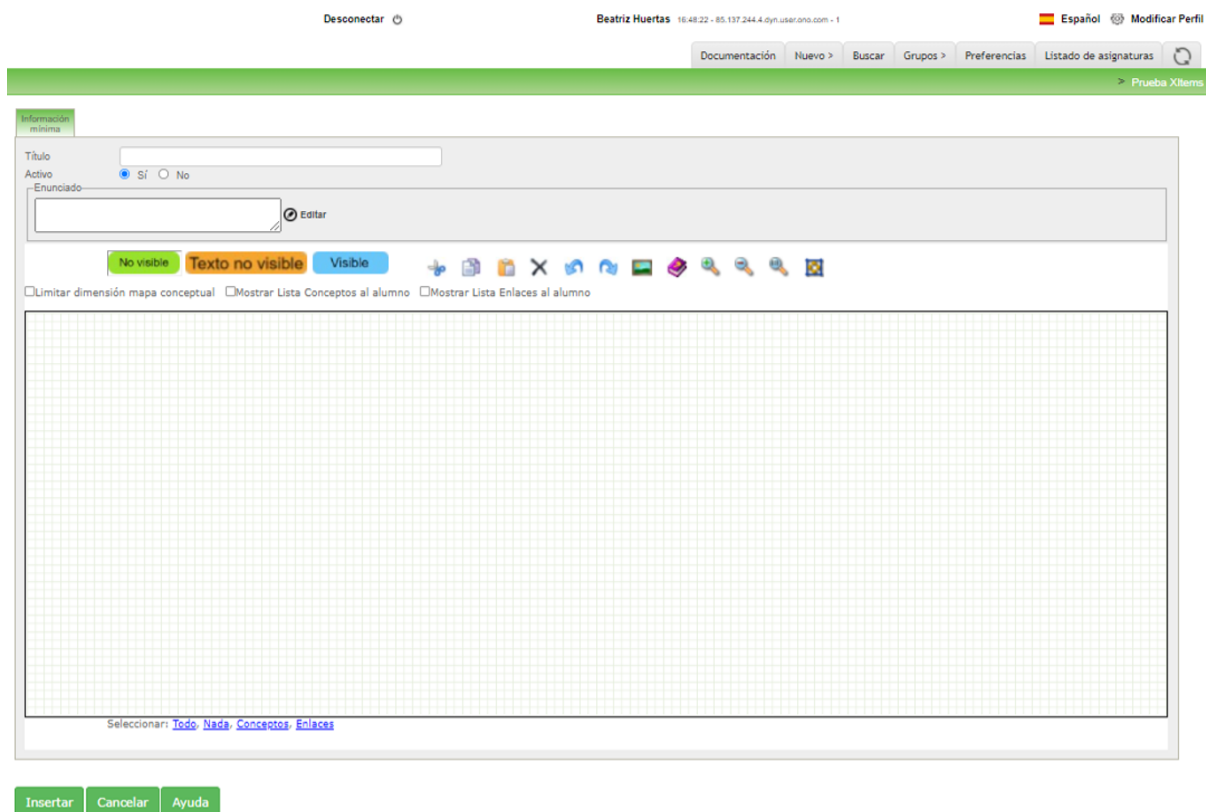 Desconectar Beatriz Huertas 16:48:22 - 85.137.244.4.dyn.user.ono.com - 1 Español Modificar Perfil
Documentación Nuevo > Buscar Grupos > Preferencias Listado de asignaturas
> Prueba XItems
Información
mínima
Título
Activo Sí No
Enunciado
Editar
No visible Texto no visible Visible
Limitar dimensión mapa conceptual Mostrar Lista Conceptos al alumno Mostrar Lista Enlaces al alumno
Seleccionar: Todo, Nada, Conceptos, Enlaces
Insertar Cancelar Ayuda